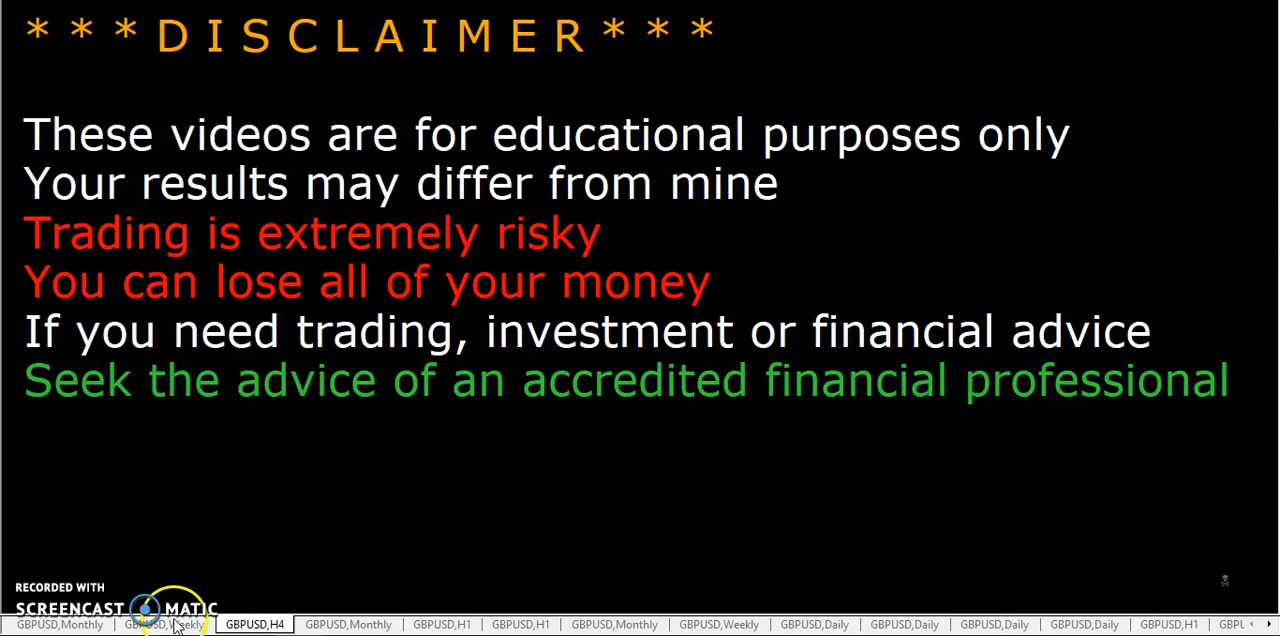 * * * D I S C L A I M E R * * *
These videos are for educational purposes only
Your results may differ from mine
Trading is extremely risky
You can lose all of your money
If you need trading, investment or financial advice
Seek the advice of an accredited financial professional
RECORDED WITH
SCREENCAST MATIC
GBPUSD,Monthly GBPUSD,Weekly GBPUSD,H4 GBPUSD,Monthly GBPUSD,H1 GBPUSD,H1 GBPUSD,Monthly GBPUSD,Weekly GBPUSD,Daily GBPUSD,Daily GBPUSD,Daily GBPUSD,Daily GBPUSD,H1